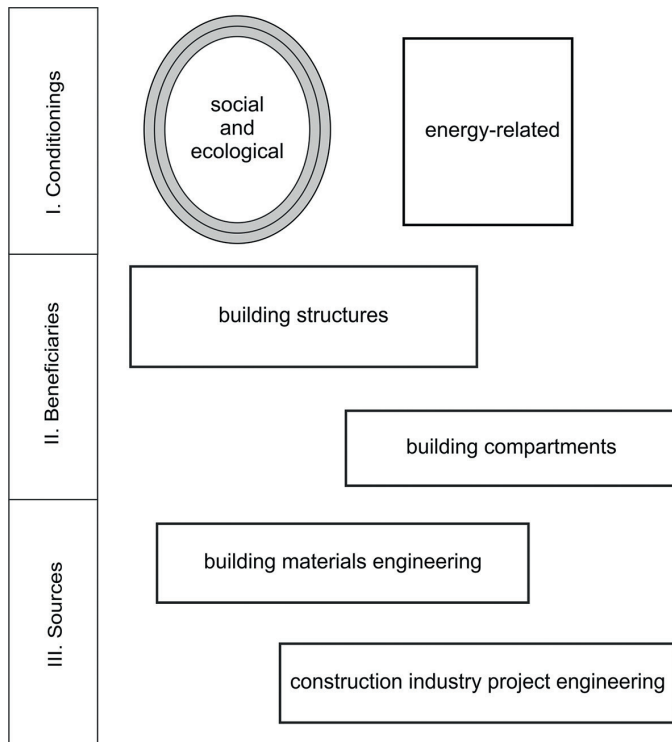 I. Conditionings
social
and
ecological
energy-related
II. Beneficiaries
building structures
building compartments
III. Sources
building materials engineering
construction industry project engineering